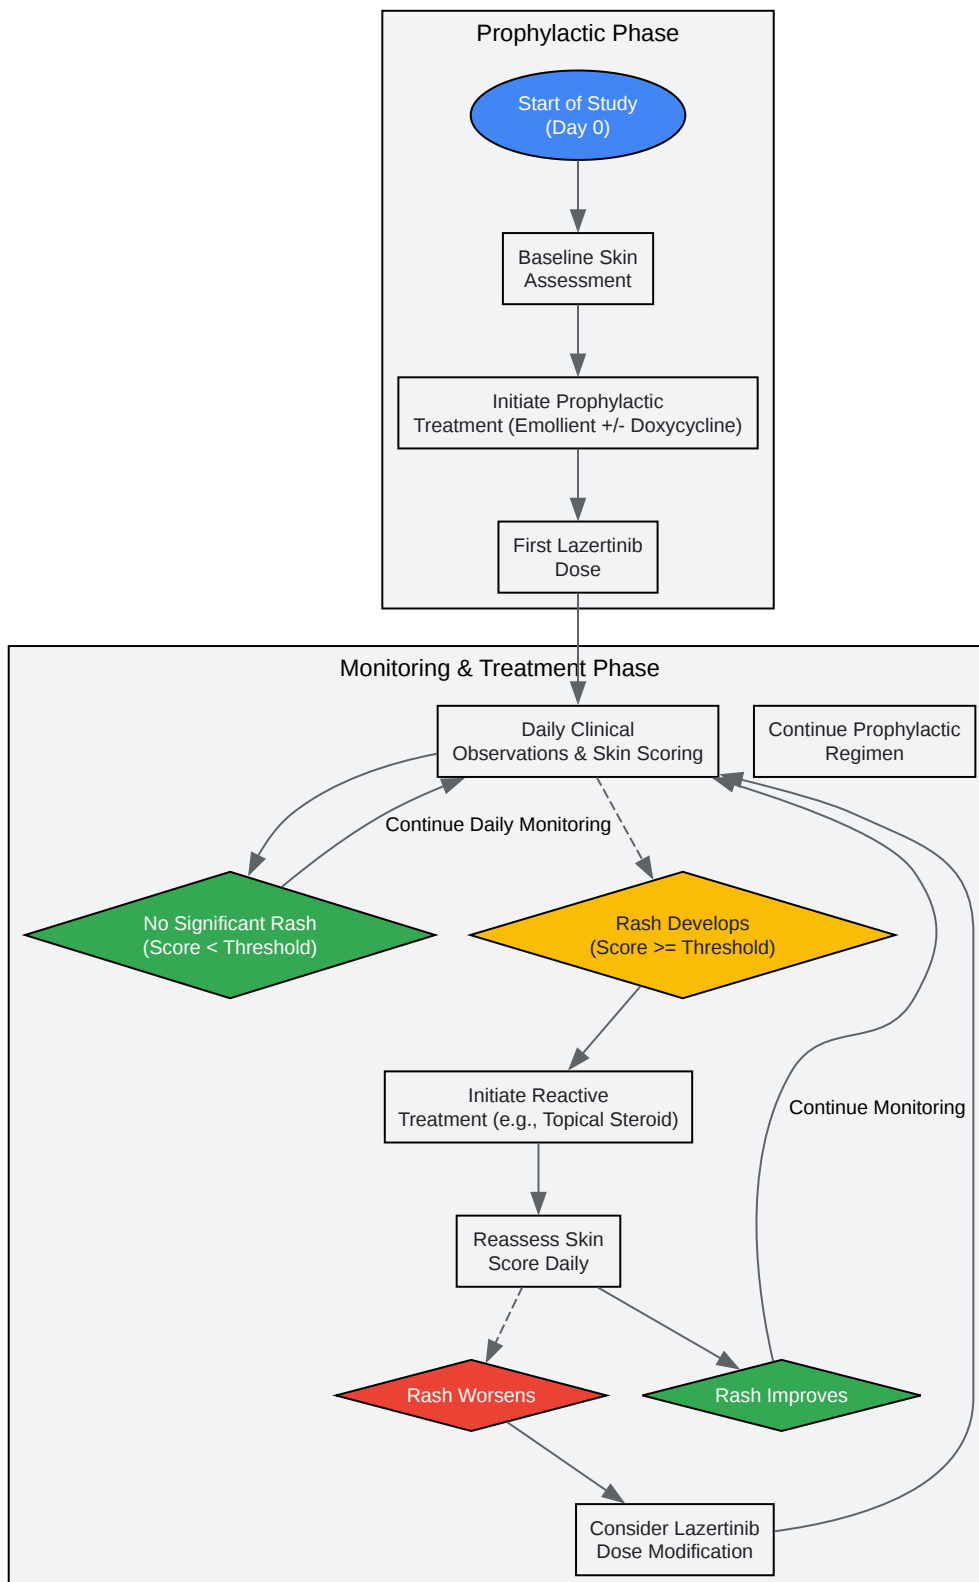 Prophylactic Phase
Start of Study
(Day 0)
Baseline Skin
Assessment
Initiate Prophylactic
Treatment (Emollient +/- Doxycycline)
First Lazertinib
Dose
Monitoring & Treatment Phase
Daily Clinical
Observations & Skin Scoring
Continue Prophylactic
Regimen
Continue Daily Monitoring
No Significant Rash
(Score < Threshold)
Rash Develops
(Score >= Threshold)
Initiate Reactive
Treatment (e.g., Topical Steroid)
Continue Monitoring
Reassess Skin
Score Daily
Rash Worsens
Rash Improves
Consider Lazertinib
Dose Modification